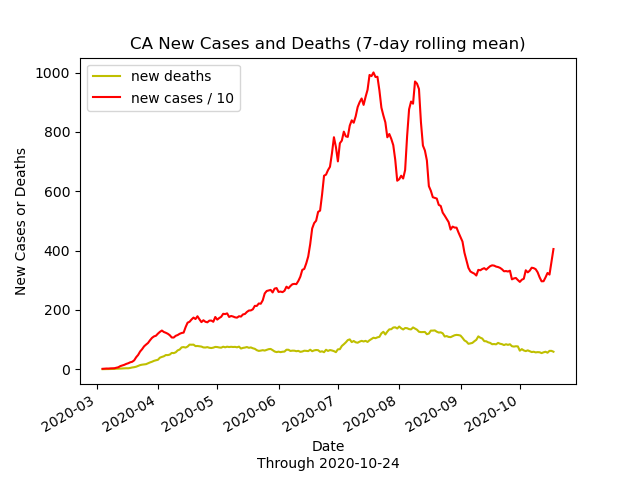 CA New Cases and Deaths (7-day rolling mean)
new deaths
new cases / 10
New Cases or Deaths
1000
800
600
400
200
0
2020-03
2020-04
2020-05
2020-06
2020-07
2020-08
2020-09
2020-10
Date
Through 2020-10-24